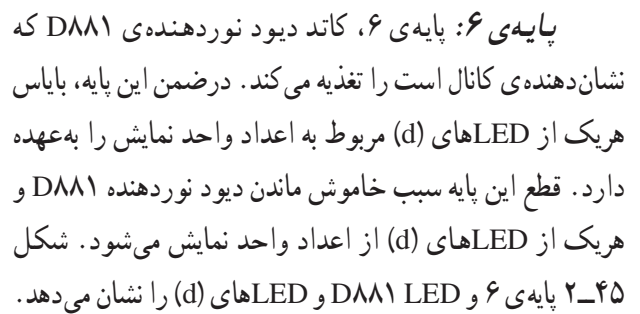 پایه‌ی ۶: پایه‌ی ۶، کاتد دیود نوردهنده‌ی D۸۸۱ که
نشان‌دهنده‌ی کانال است را تغذیه می‌کند. درضمن این پایه، بایاس
هریک از LEDهای (d) مربوط به اعداد واحد نمایش را به‌عهده
دارد. قطع این پایه سبب خاموش ماندن دیود نوردهنده D۸۸۱ و
هریک از LEDهای (d) از اعداد واحد نمایش می‌شود. شکل
۴۵ــ۲ پایه‌ی ۶ و D۸۸۱ LED و LEDهای (d) را نشان می‌دهد.